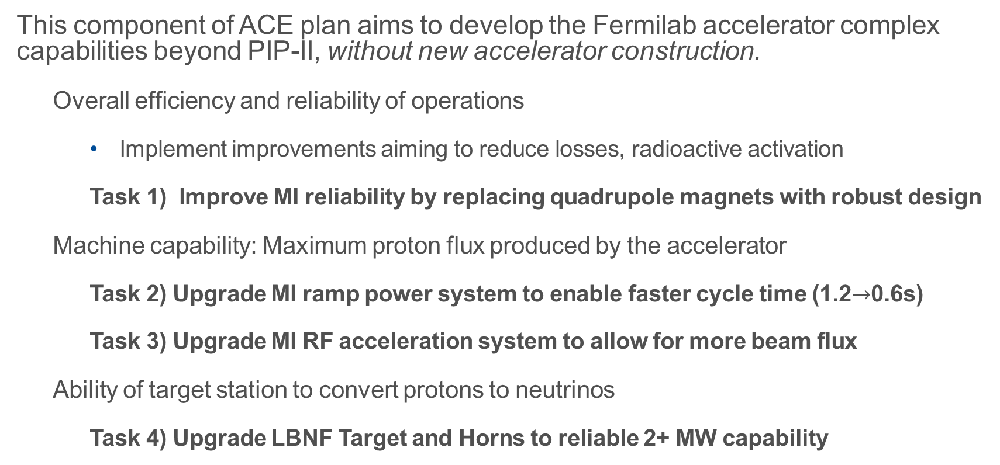 This component of ACE plan aims to develop the Fermilab accelerator complex
capabilities beyond PIP-II, without new accelerator construction.
Overall efficiency and reliability of operations
• Implement improvements aiming to reduce losses, radioactive activation
Task 1) Improve MI reliability by replacing quadrupole magnets with robust design
Machine capability: Maximum proton flux produced by the accelerator
Task 2) Upgrade MI ramp power system to enable faster cycle time (1.2→0.6s)
Task 3) Upgrade MI RF acceleration system to allow for more beam flux
Ability of target station to convert protons to neutrinos
Task 4) Upgrade LBNF Target and Horns to reliable 2+ MW capability